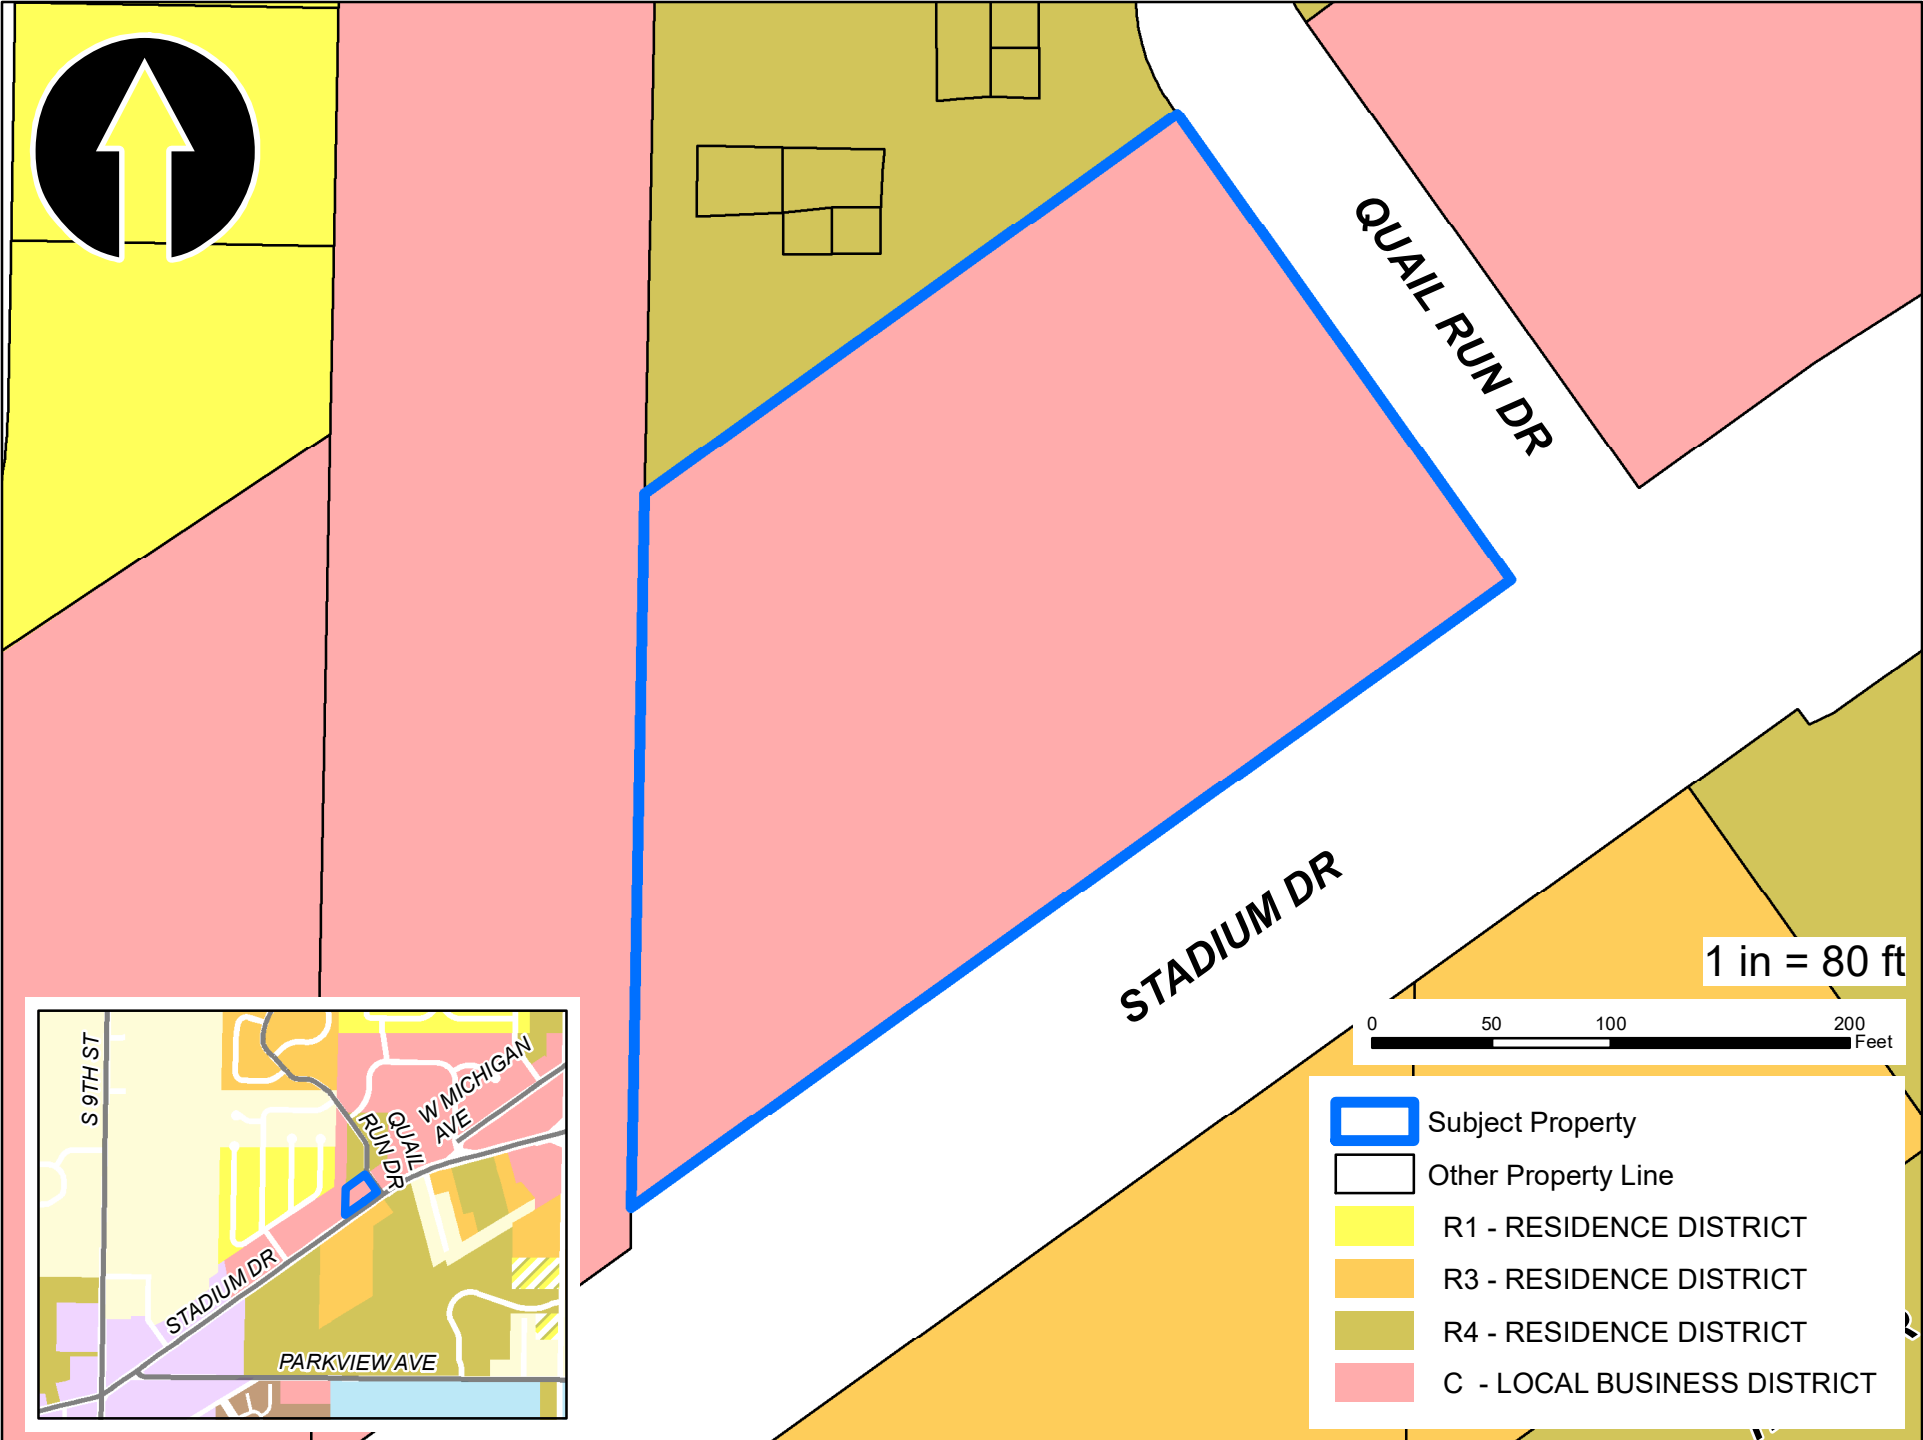 QUAIL RUN DR
STADIUM DR
1 in = 80 ft
0 50 100 200
Feet
Subject Property
Other Property Line
R1 - RESIDENCE DISTRICT
R3 - RESIDENCE DISTRICT
R4 - RESIDENCE DISTRICT
C - LOCAL BUSINESS DISTRICT
S 9TH ST
W MICHIGAN
AVE
QUAIL
RUN DR
STADIUM DR
PARKVIEW AVE